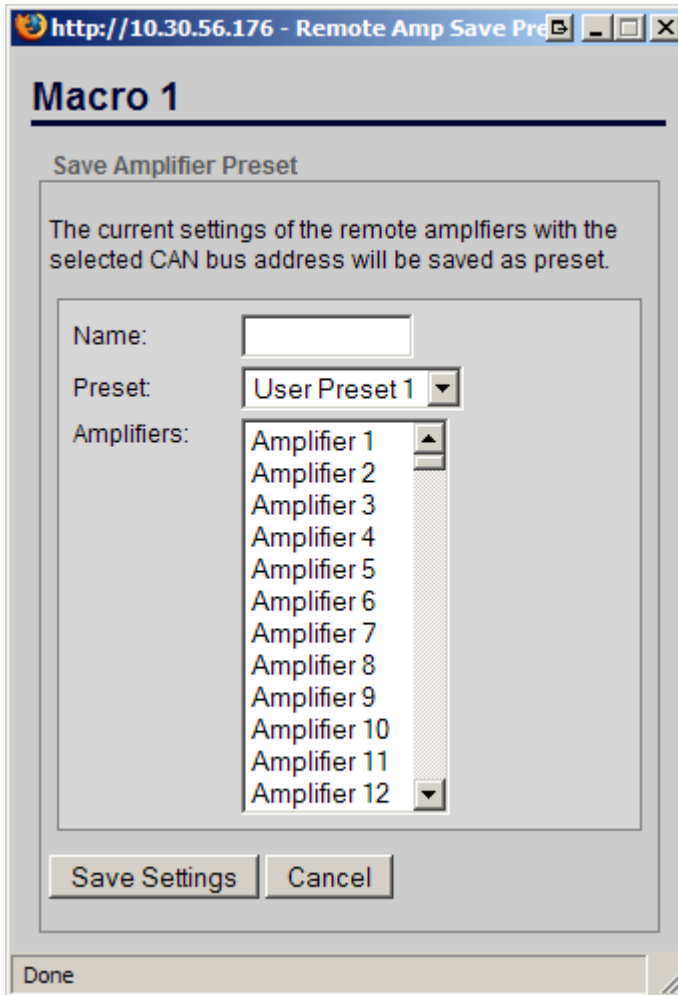 http://10.30.56.176 - Remote Amp Save Pre
Macro 1
Save Amplifier Preset
The current settings of the remote amplfiers with the
selected CAN bus address will be saved as preset.
Name:
Preset: User Preset 1
Amplifiers: Amplifier 1
Amplifier 2
Amplifier 3
Amplifier 4
Amplifier 5
Amplifier 6
Amplifier 7
Amplifier 8
Amplifier 9
Amplifier 10
Amplifier 11
Amplifier 12
Save Settings Cancel
Done